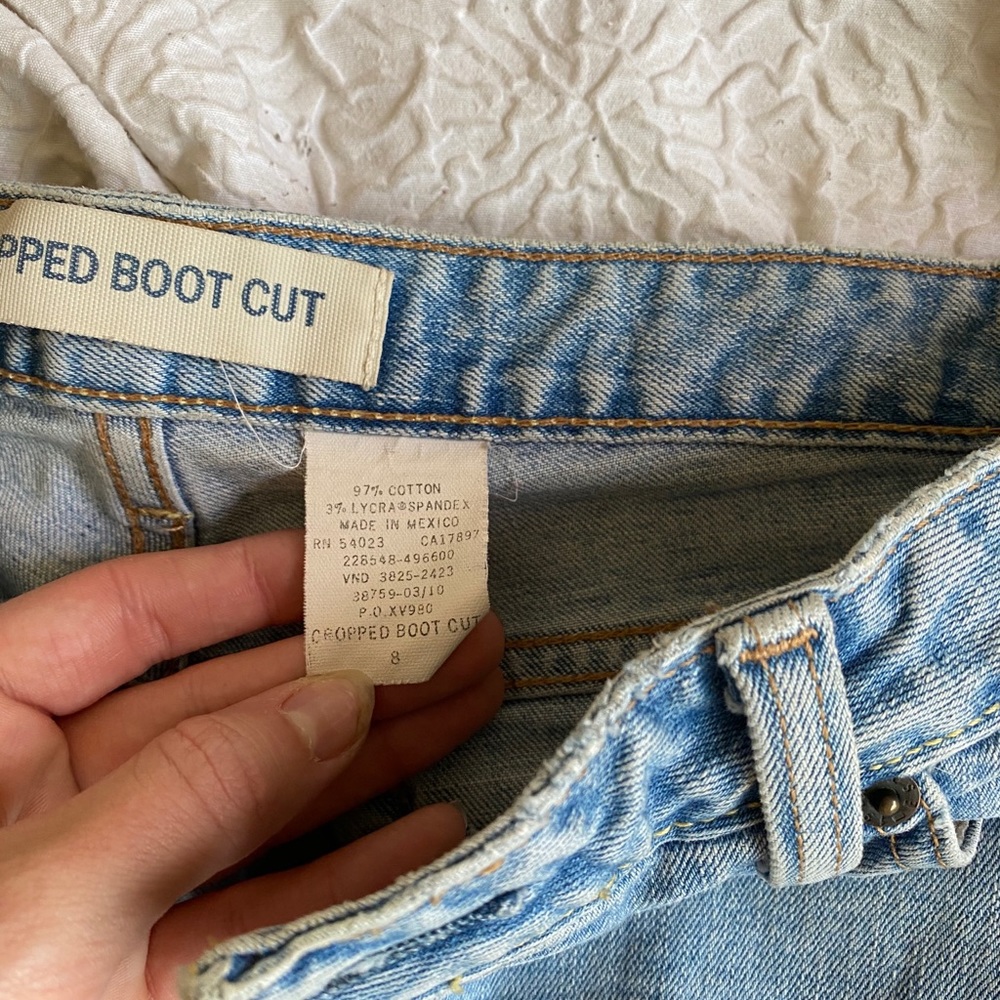 PPED BOOT CUT
97% COTTON
3% LYCRA®SPANDEX
MADE IN MEXICO
RN 54023 CA17897
228548-496600
VND 3825-2423
38759-03/10
P.O.XV980
CROPPED BOOT CUT
8